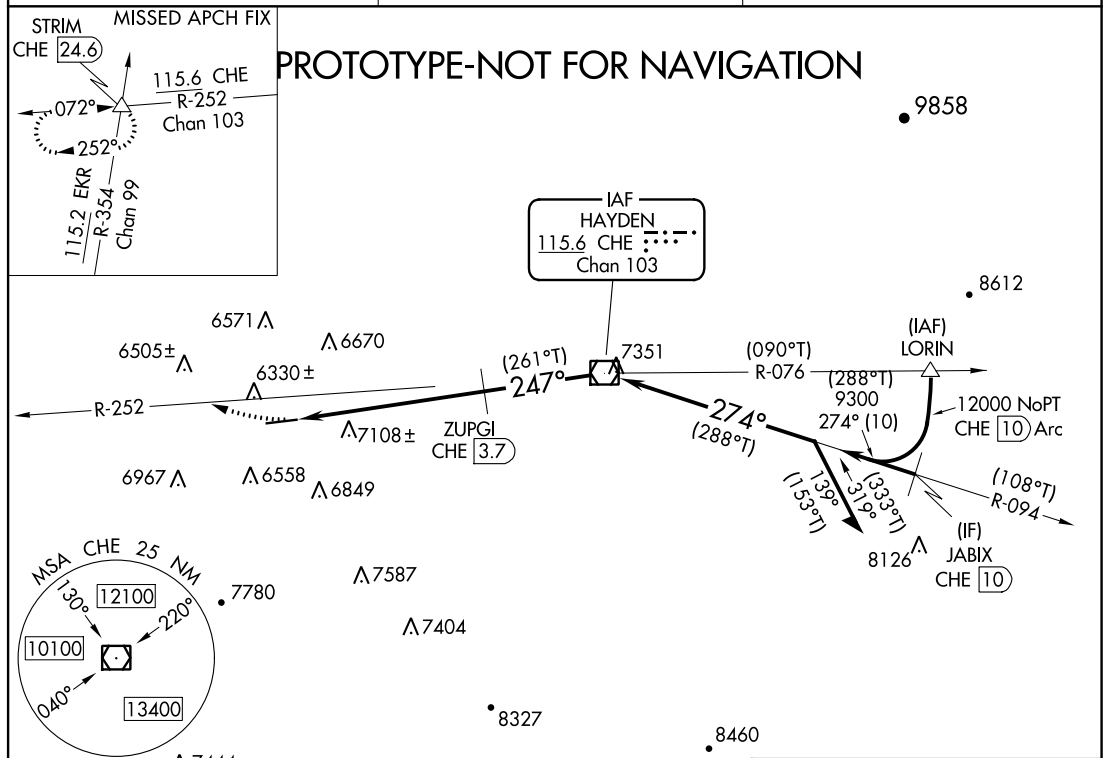 MISSED APCH FIX
STRIM
CHE 24.6
115.6 CHE
R-252
Chan 103
072°
252°
115.2 EKR
R-354
Chan 99
PROTOTYPE-NOT FOR NAVIGATION
9858
IAF
HAYDEN
115.6 CHE
Chan 103
8612
6571
6670
6505±
6330±
7351
(090°T)
R-076
(IAF)
LORIN
(261°T)
247°
R-252
(288°T)
9300
274° (10)
12000 NoPT
CHE 10 Arc
274°
(288°T)
7108±
ZUPGI
CHE 3.7
6967
6558
6849
139°
(153°T)
319°
(333°T)
(108°T)
R-094
(IF)
JABIX
CHE 10
8126
MSA CHE 25 NM
130°
12100
220°
10100
040°
13400
7780
7587
7404
8327
8460